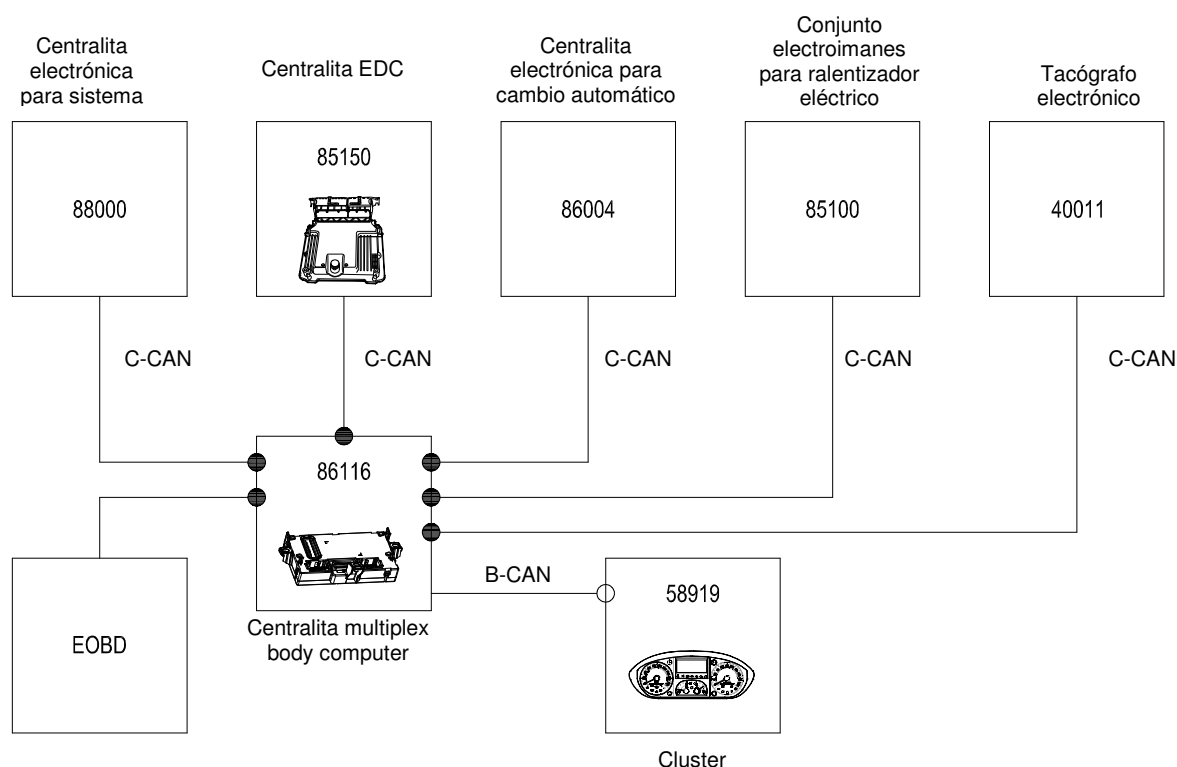 Centralita
electrónica
para sistema
Centralita EDC
Centralita
electrónica para
cambio automático
Conjunto
electroimanes
para ralentizador
eléctrico
Tacógrafo
electrónico
88000
85150
86004
85100
40011
C-CAN
C-CAN
C-CAN
C-CAN
C-CAN
86116
Centralita multiplex
body computer
EOBD
B-CAN
58919
Cluster